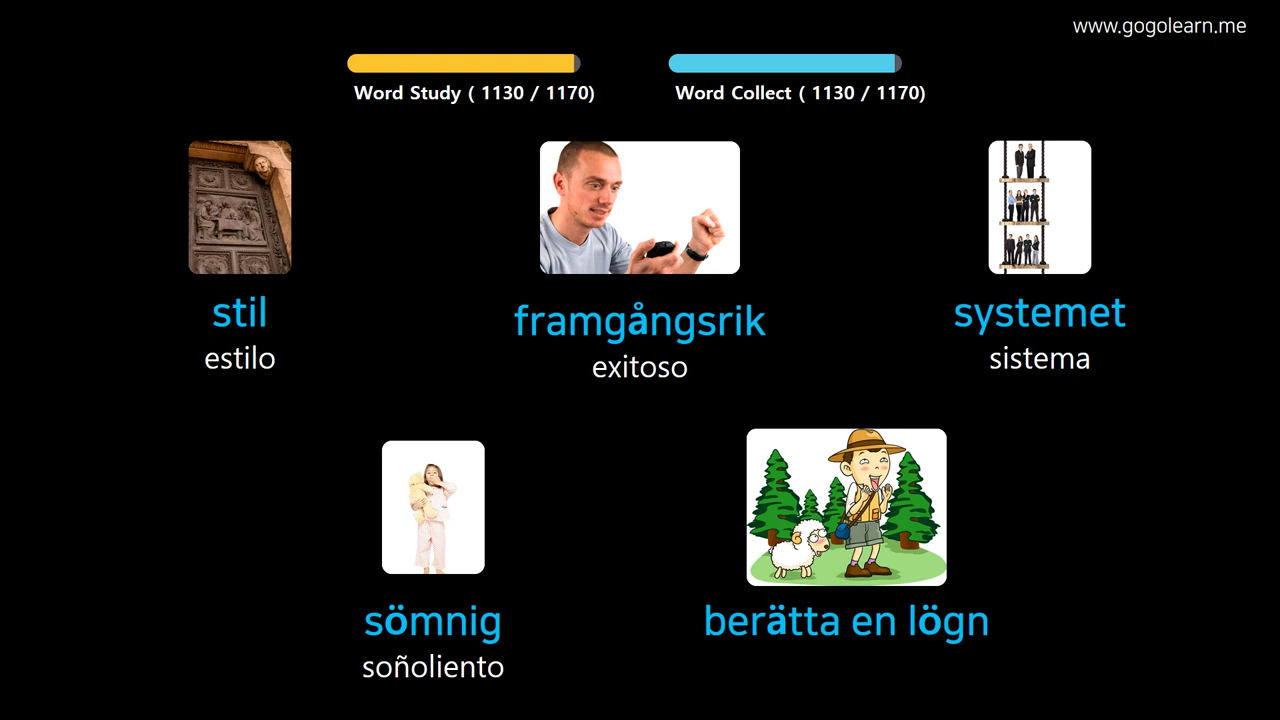 www.gogolearn.me
Word Study ( 1130 / 1170)
Word Collect ( 1130 / 1170)
stil
estilo
framgångsrik
exitoso
systemet
sistema
sömnig
soñoliento
berätta en lögn